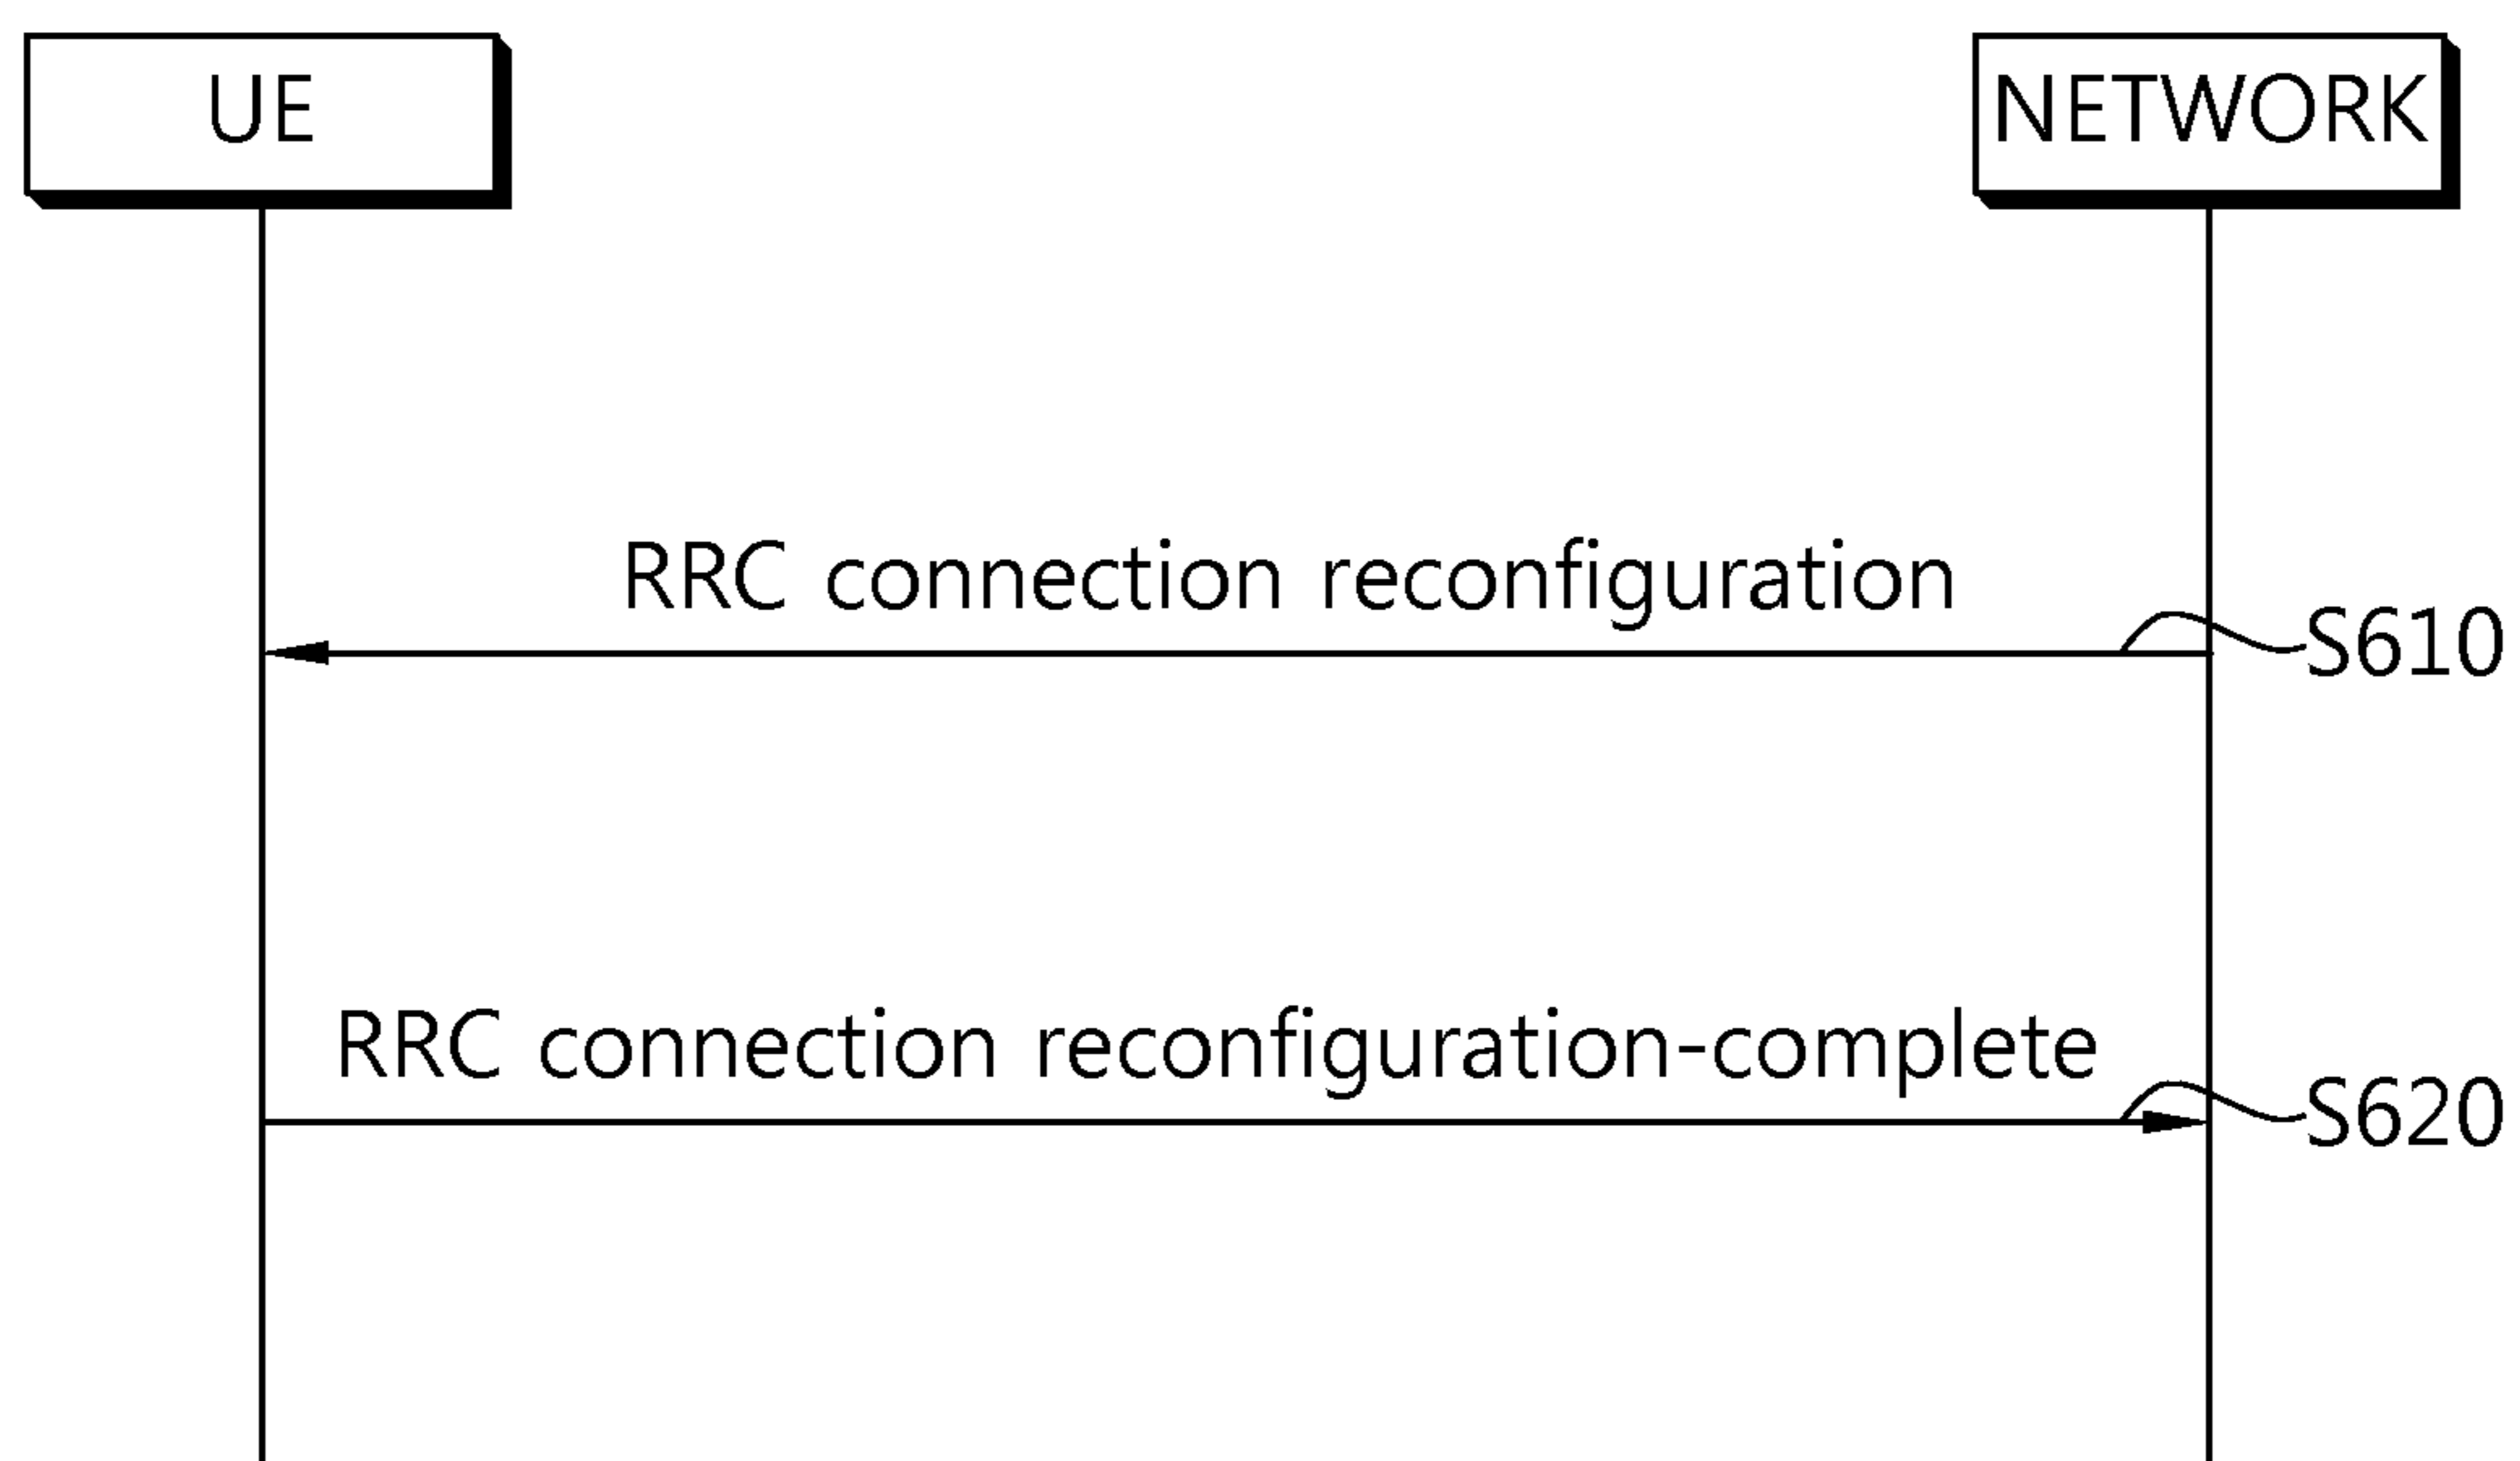 UE
NETWORK
RRC connection reconfiguration
S610
RRC connection reconfiguration-complete
S620